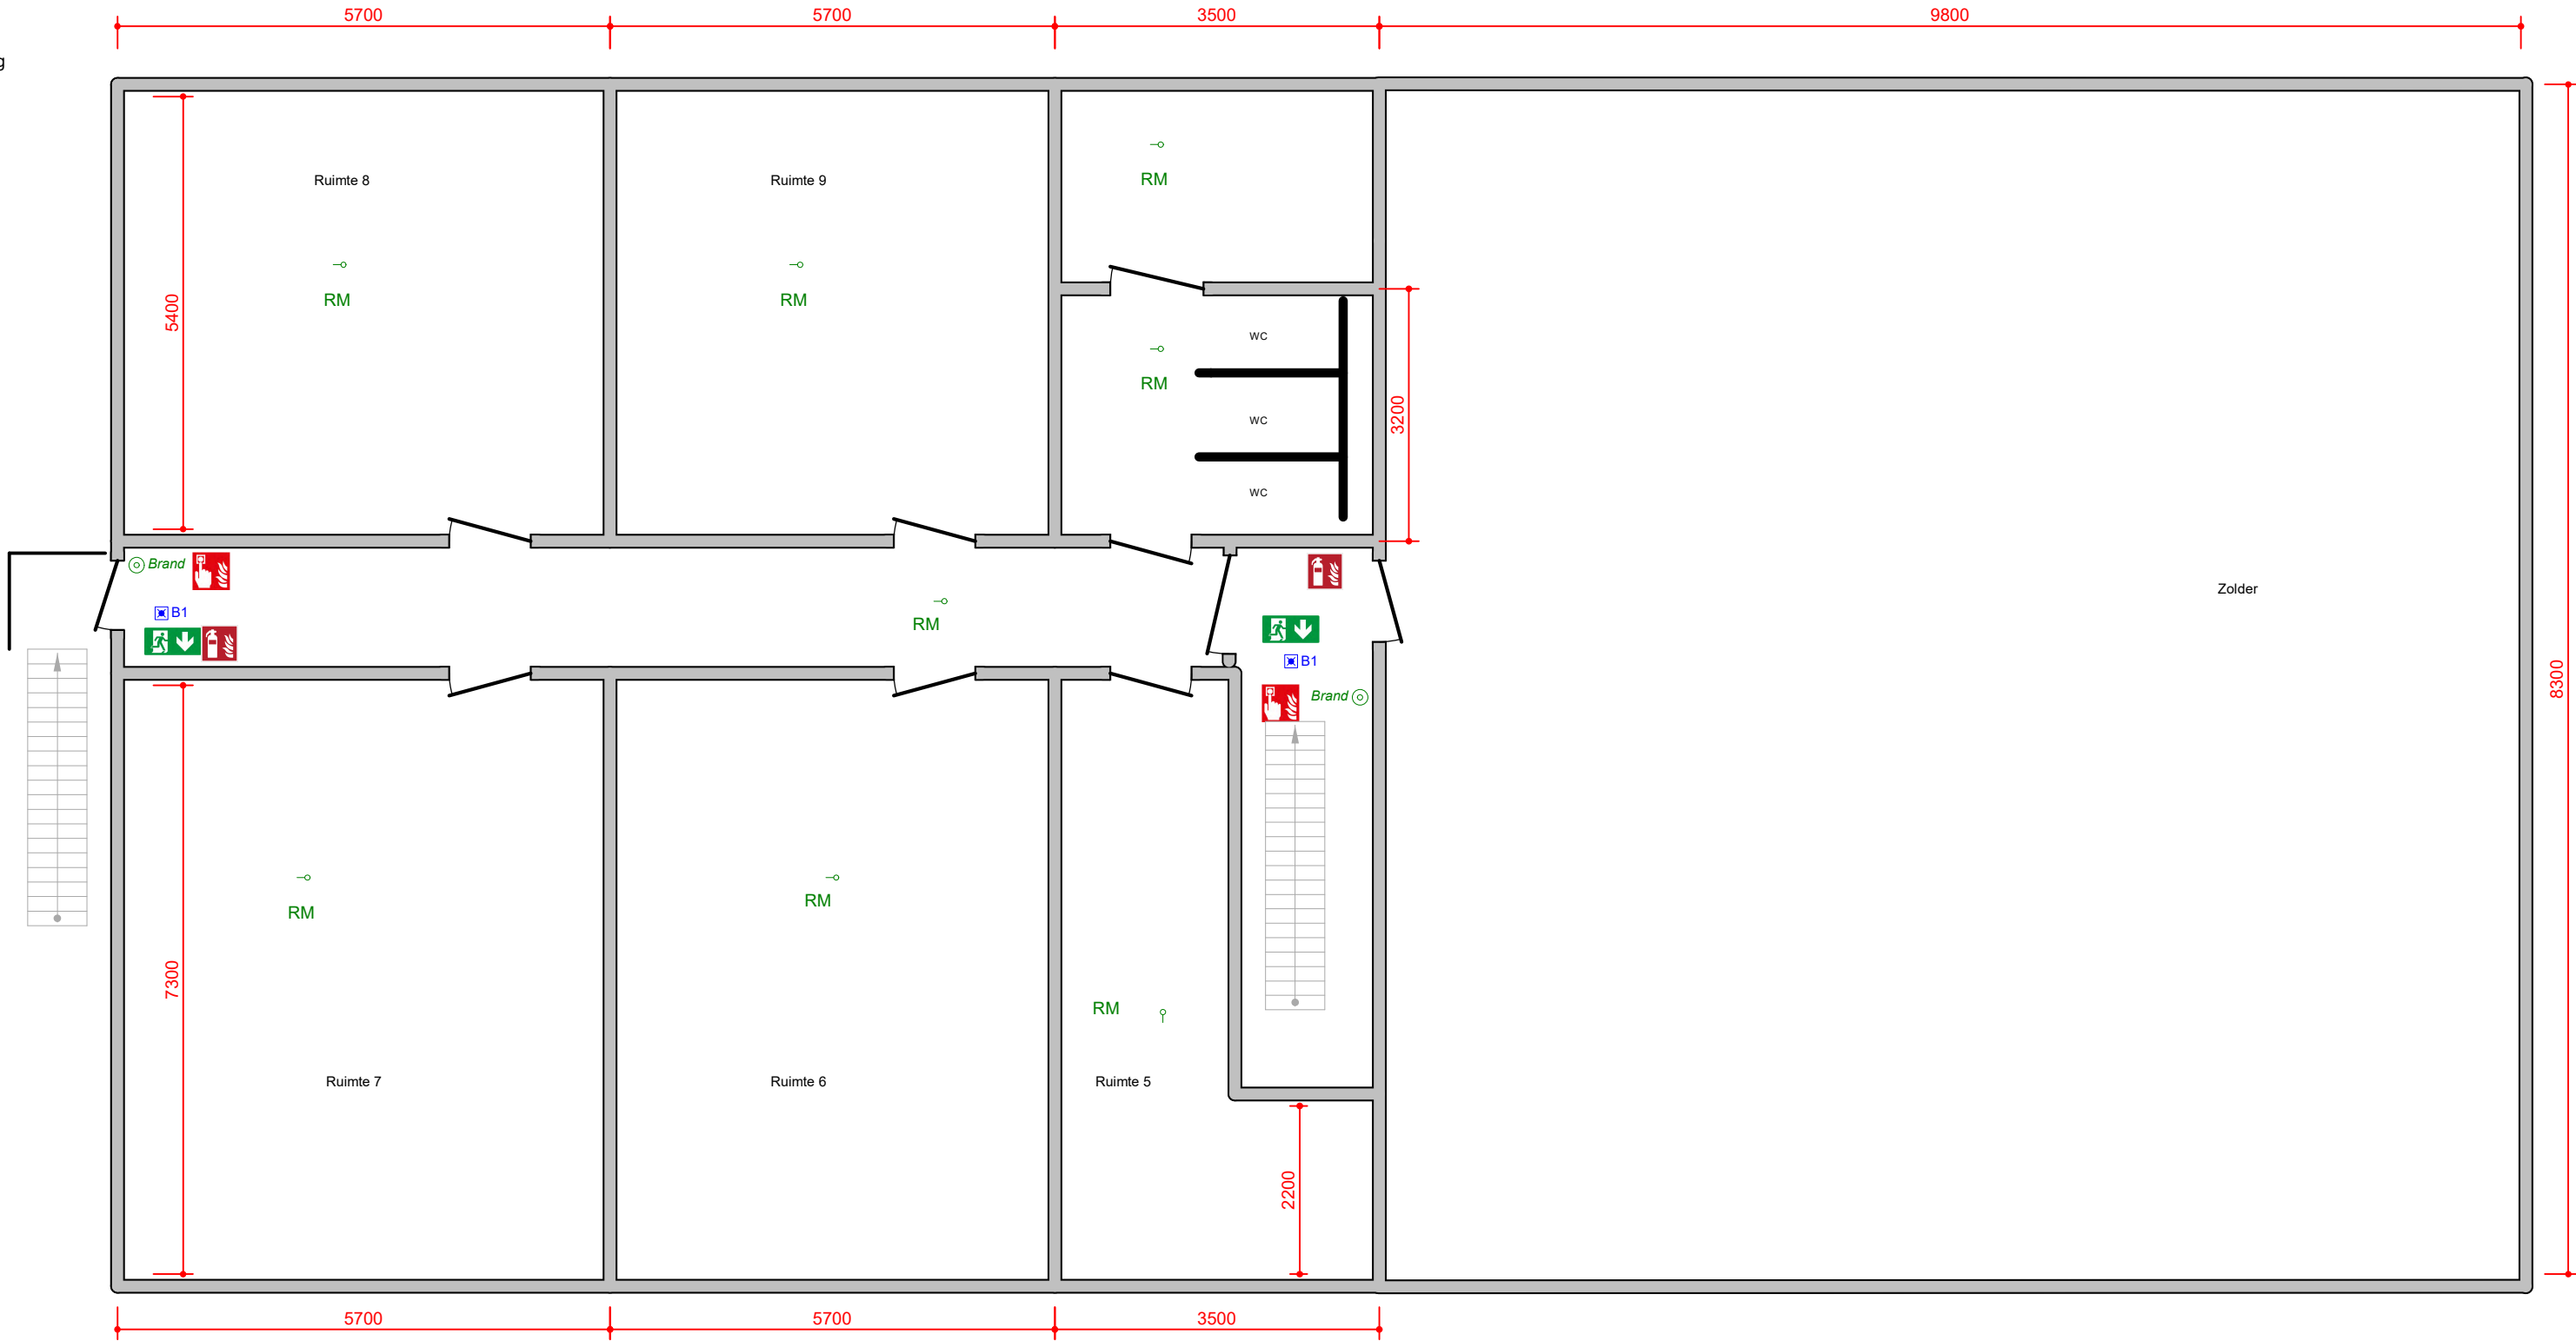 5700
5700
3500
9800
g
Ruimte 8
Ruimte 9
RM
RM
RM
5400
wc
RM
wc
3200
wc
Brand
B1
RM
Zolder
B1
Brand
8300
RM
RM
7300
RM
Ruimte 7
Ruimte 6
Ruimte 5
2200
5700
5700
3500